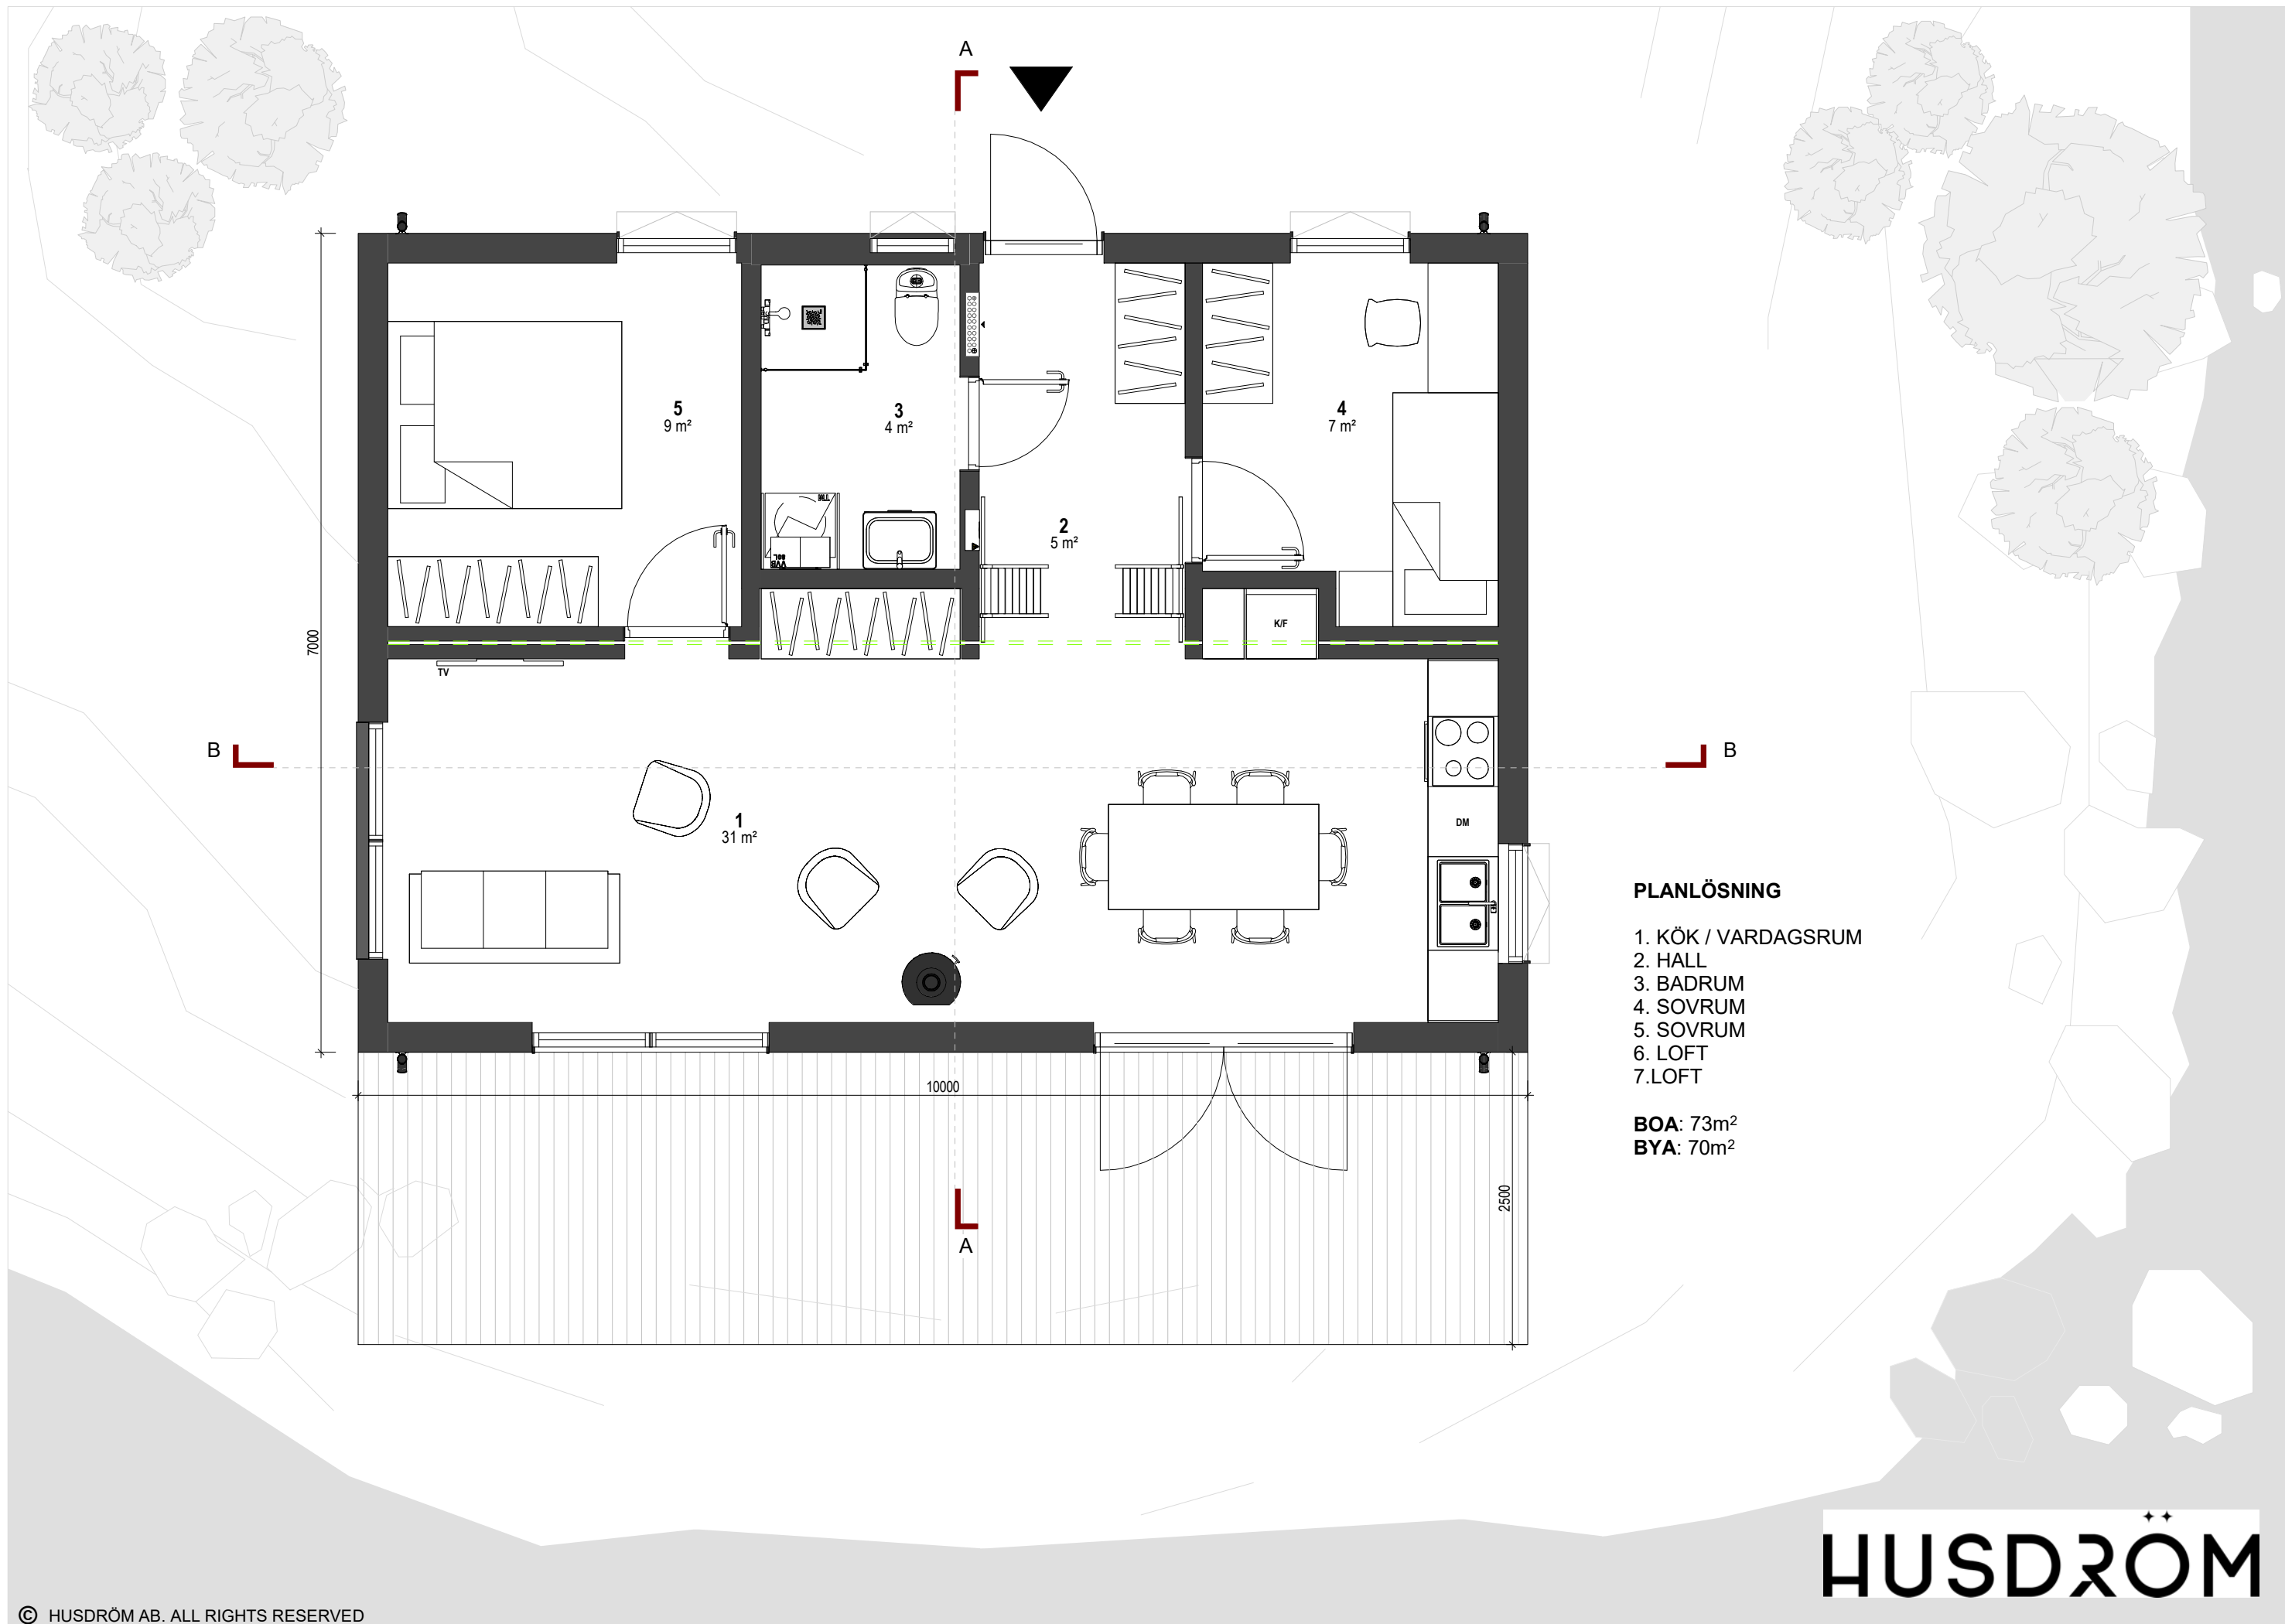 A
5
9 m²
3
4 m²
4
7 m²
2
5 m²
K/F
7000
TV
B
B
1
31 m²
DM
PLANLÖSNING
1. KÖK / VARDAGSRUM
2. HALL
3. BADRUM
4. SOVRUM
5. SOVRUM
6. LOFT
7.LOFT
BOA: 73m²
BYA: 70m²
10000
2500
A
HUSDRÖM
© HUSDRÖM AB. ALL RIGHTS RESERVED